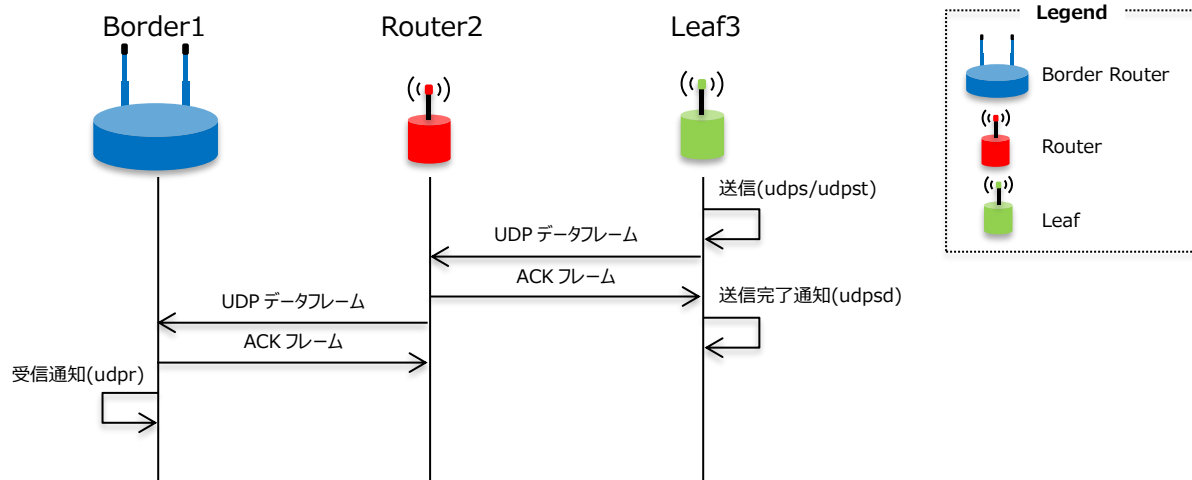 Border1
Router2
Leaf3
Legend
Border Router
Router
Leaf
送信(udps/udpst)
UDP データフレーム
ACK フレーム
送信完了通知(udpsd)
UDP データフレーム
ACK フレーム
受信通知(udpr)